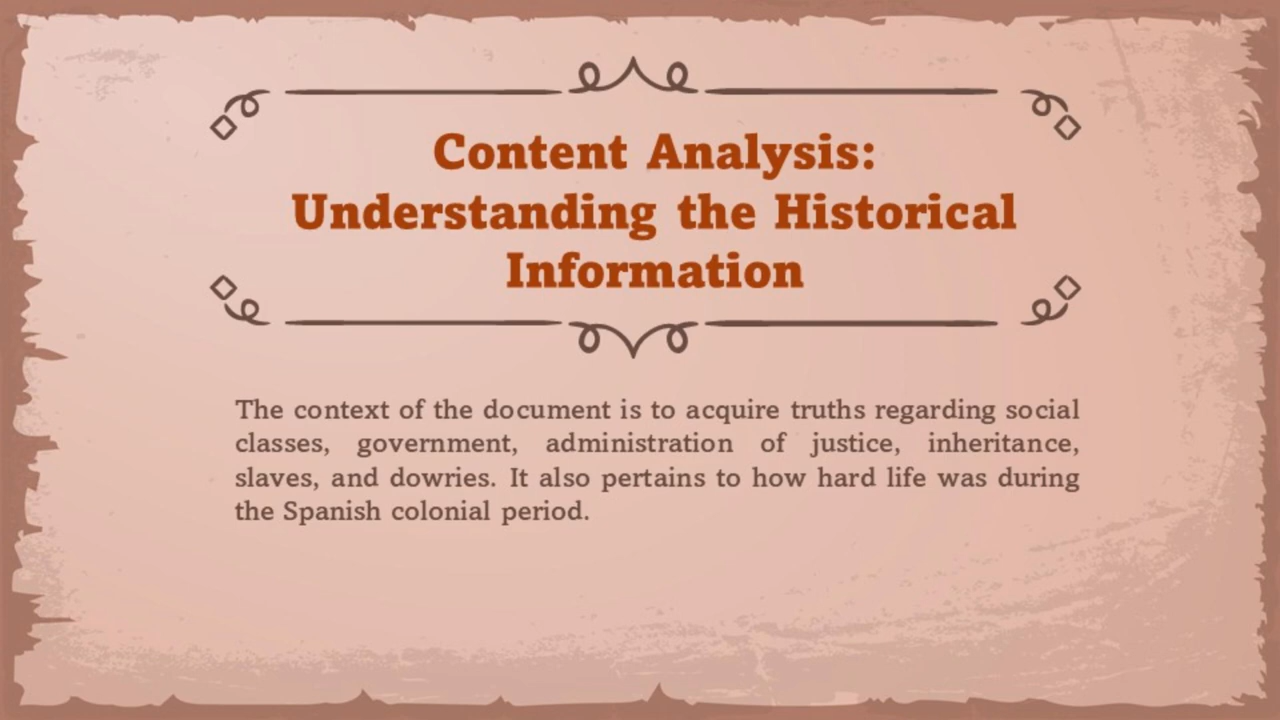 Content Analysis:
Understanding the Historical
Information
The context of the document is to acquire truths regarding social
classes, government, administration of justice, inheritance,
slaves, and dowries. It also pertains to how hard life was during
the Spanish colonial period.